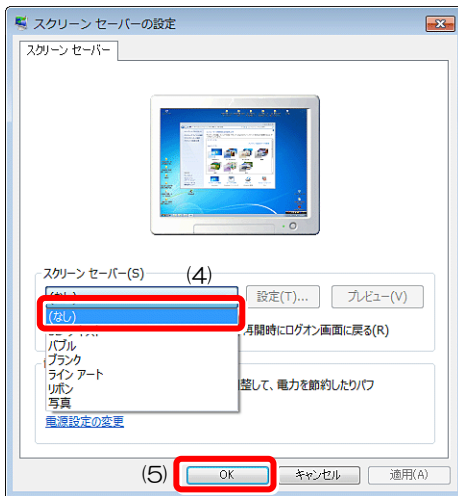 スクリーン セーバーの設定
スクリーン セーバー
スクリーン セーバー(S)
(4)
(なし)
設定(T)...
プレビュー(V)
(なし)
再開時にログオン画面に戻る(R)
バブル
ブランク
ライン アート
リボン
写真
整して、電力を節約したりパフ
電源設定の変更
(5)
OK
キャンセル
適用(A)